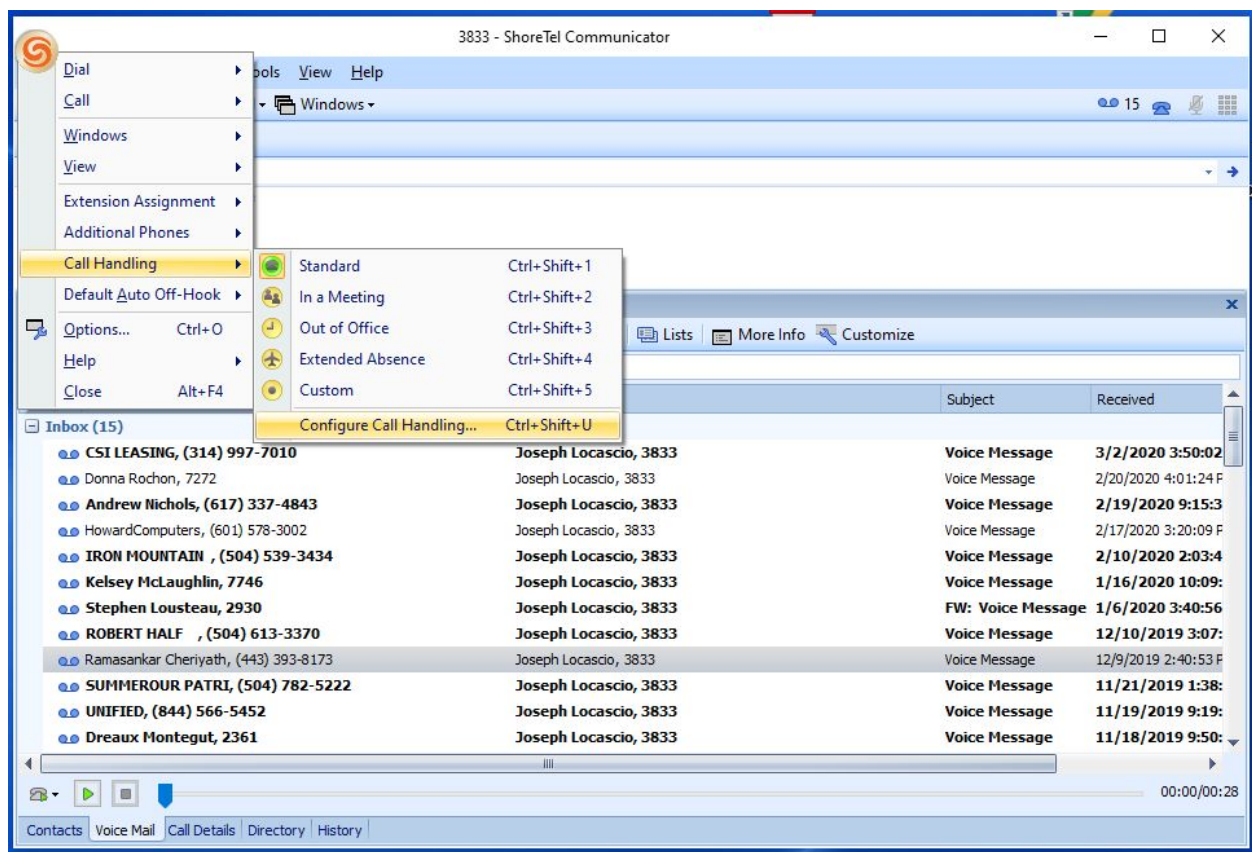 3833 - ShoreTel Communicator
Dial
Call
Windows
View
Extension Assignment
Additional Phones
Call Handling
Default Auto Off-Hook
Options... Ctrl+O
Help
Close Alt+F4
View Help
Windows 15
Standard Ctrl+Shift+1
In a Meeting Ctrl+Shift+2
Out of Office Ctrl+Shift+3
Extended Absence Ctrl+Shift+4
Custom Ctrl+Shift+5
Configure Call Handling... Ctrl+Shift+U
Lists More Info Customize
Subject Received
Inbox (15)
CSI LEASING, (314) 997-7010 Joseph Locascio, 3833 Voice Message 3/2/2020 3:50:02
Donna Rochon, 7272 Joseph Locascio, 3833 Voice Message 2/20/2020 4:01:24 P
Andrew Nichols, (617) 337-4843 Joseph Locascio, 3833 Voice Message 2/19/2020 9:15:3
HowardComputers, (601) 578-3002 Joseph Locascio, 3833 Voice Message 2/17/2020 3:20:09 P
IRON MOUNTAIN , (504) 539-3434 Joseph Locascio, 3833 Voice Message 2/10/2020 2:03:4
Kelsey McLaughlin, 7746 Joseph Locascio, 3833 Voice Message 1/16/2020 10:09:
Stephen Lousteau, 2930 Joseph Locascio, 3833 FW: Voice Message 1/6/2020 3:40:56
ROBERT HALF , (504) 613-3370 Joseph Locascio, 3833 Voice Message 12/10/2019 3:07:
Ramasankar Cheriyath, (443) 393-8173 Joseph Locascio, 3833 Voice Message 12/9/2019 2:40:53 P
SUMMEROUR PATRI, (504) 782-5222 Joseph Locascio, 3833 Voice Message 11/21/2019 1:38:
UNIFIED, (844) 566-5452 Joseph Locascio, 3833 Voice Message 11/19/2019 9:19:
Dreaux Montegut, 2361 Joseph Locascio, 3833 Voice Message 11/18/2019 9:50:
00:00/00:28
Contacts Voice Mail Call Details Directory History